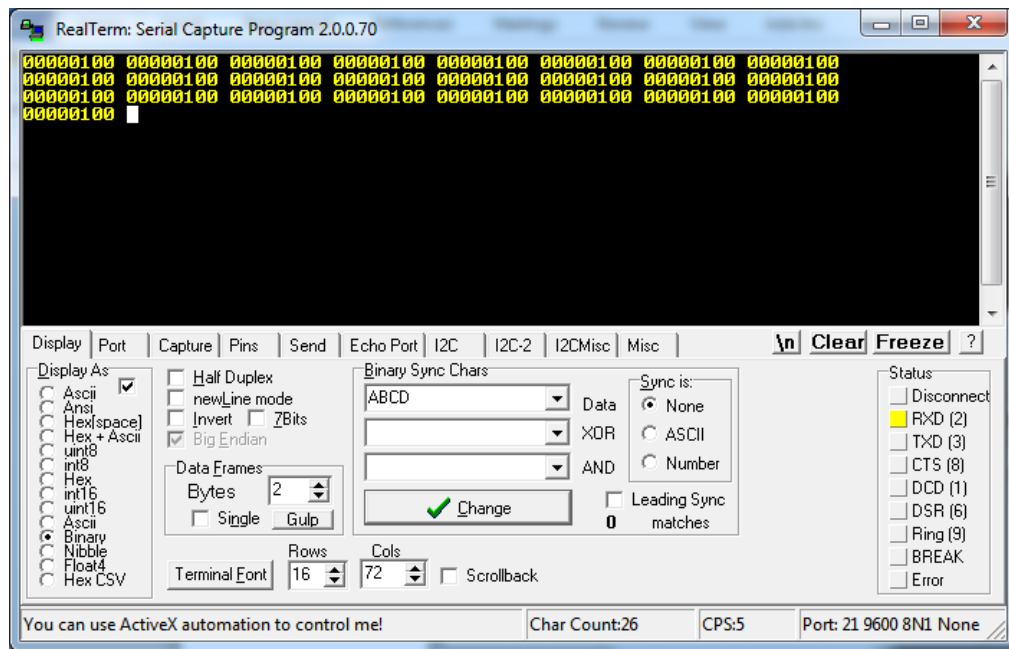 RealTerm: Serial Capture Program 2.0.0.70
00000100 00000100 00000100 00000100 00000100 00000100 00000100 00000100
00000100 00000100 00000100 00000100 00000100 00000100 00000100 00000100
00000100 00000100 00000100 00000100 00000100 00000100 00000100 00000100
00000100
Display Port Capture Pins Send Echo Port I2C I2C-2 I2CMisc Misc \n Clear Freeze ?
Display As
Ascii
Ansi
Hex[space]
Hex + Ascii
uint8
int8
Hex
int16
uint16
Ascii
Binary
Nibble
Float4
Hex CSV
Half Duplex
newLine mode
Invert 7Bits
Big Endian
Data Frames
Bytes 2
Single Gulp
Rows Cols
Terminal Font 16 72 Scrollback
Binary Sync Chars
ABCD Data
XOR
AND
Change
Sync is:
None
ASCII
Number
Leading Sync
0 matches
Status
Disconnect
RXD (2)
TXD (3)
CTS (8)
DCD (1)
DSR (6)
Ring (9)
BREAK
Error
You can use ActiveX automation to control me! Char Count:26 CPS:5 Port: 21 9600 8N1 None